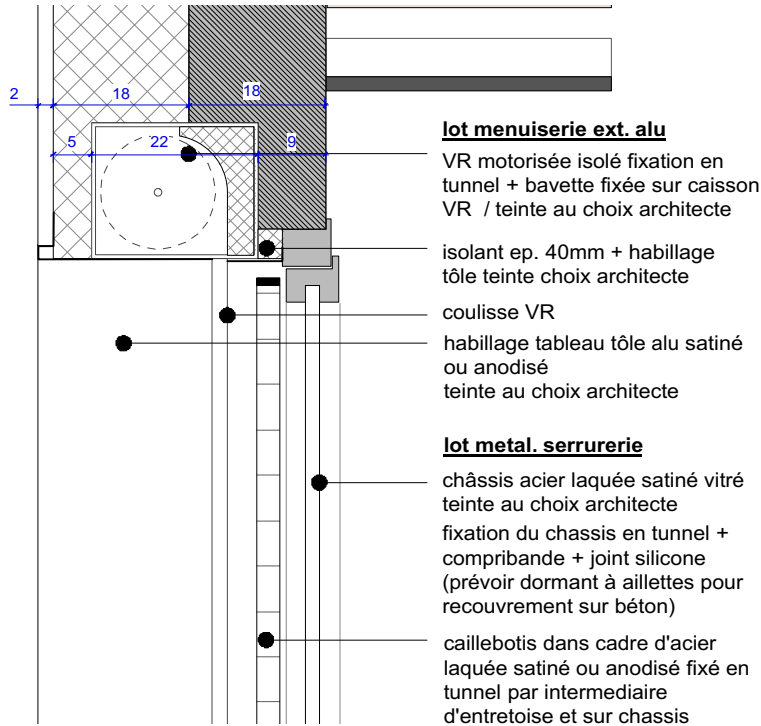 2
18
18
5
22
9
lot menuiserie ext. alu
VR motorisée isolé fixation en
tunnel + bavette fixée sur caisson
VR / teinte au choix architecte
isolant ep. 40mm + habillage
tôle teinte choix architecte
coulisse VR
habillage tableau tôle alu satiné
ou anodisé
teinte au choix architecte
lot metal. serrurerie
châssis acier laquée satiné vitré
teinte au choix architecte
fixation du chassis en tunnel +
compribande + joint silicone
(prévoir dormant à aillettes pour
recouvrement sur béton)
caillebotis dans cadre d'acier
laquée satiné ou anodisé fixé en
tunnel par intermediaire
d'entretoise et sur chassis